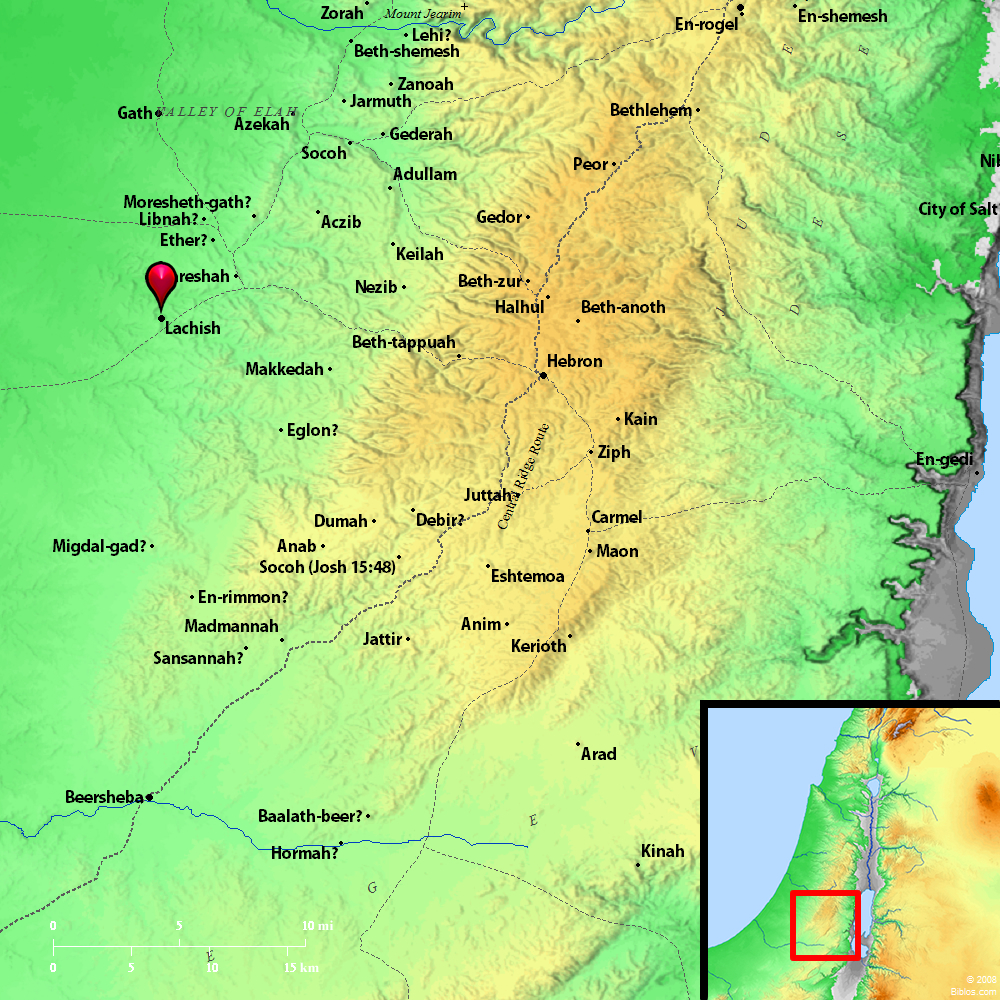 Zorah
Mount Jearim
En-rogel
En-shemesh
Lehi?
Beth-shemesh
Zanoah
Jarmuth
Gath
VALLEY OF ELAH
Azekah
Bethlehem
Gederah
Socoh
Peor
Adullam
Moresheth-gath?
Libnah?
Aczib
Gedor
City of Salt
Ether?
Keilah
reshah
Nezib
Beth-zur
Halhul
Beth-anoth
Lachish
Beth-tappuah
Hebron
Makkedah
Kain
Eglon?
Ziph
Central Ridge Route
En-gedi
Juttah
Dumah
Debir?
Carmel
Migdal-gad?
Anab
Maon
Socoh (Josh 15:48)
Eshtemoa
En-rimmon?
Madmannah
Anim
Jattir
Kerioth
Sansannah?
Arad
Beersheba
Baalath-beer?
Hormah?
Kinah
J U D E
D E S E
E G E V
0 5 10 mi
0 5 10 15 km
© 2008
Biblos.com